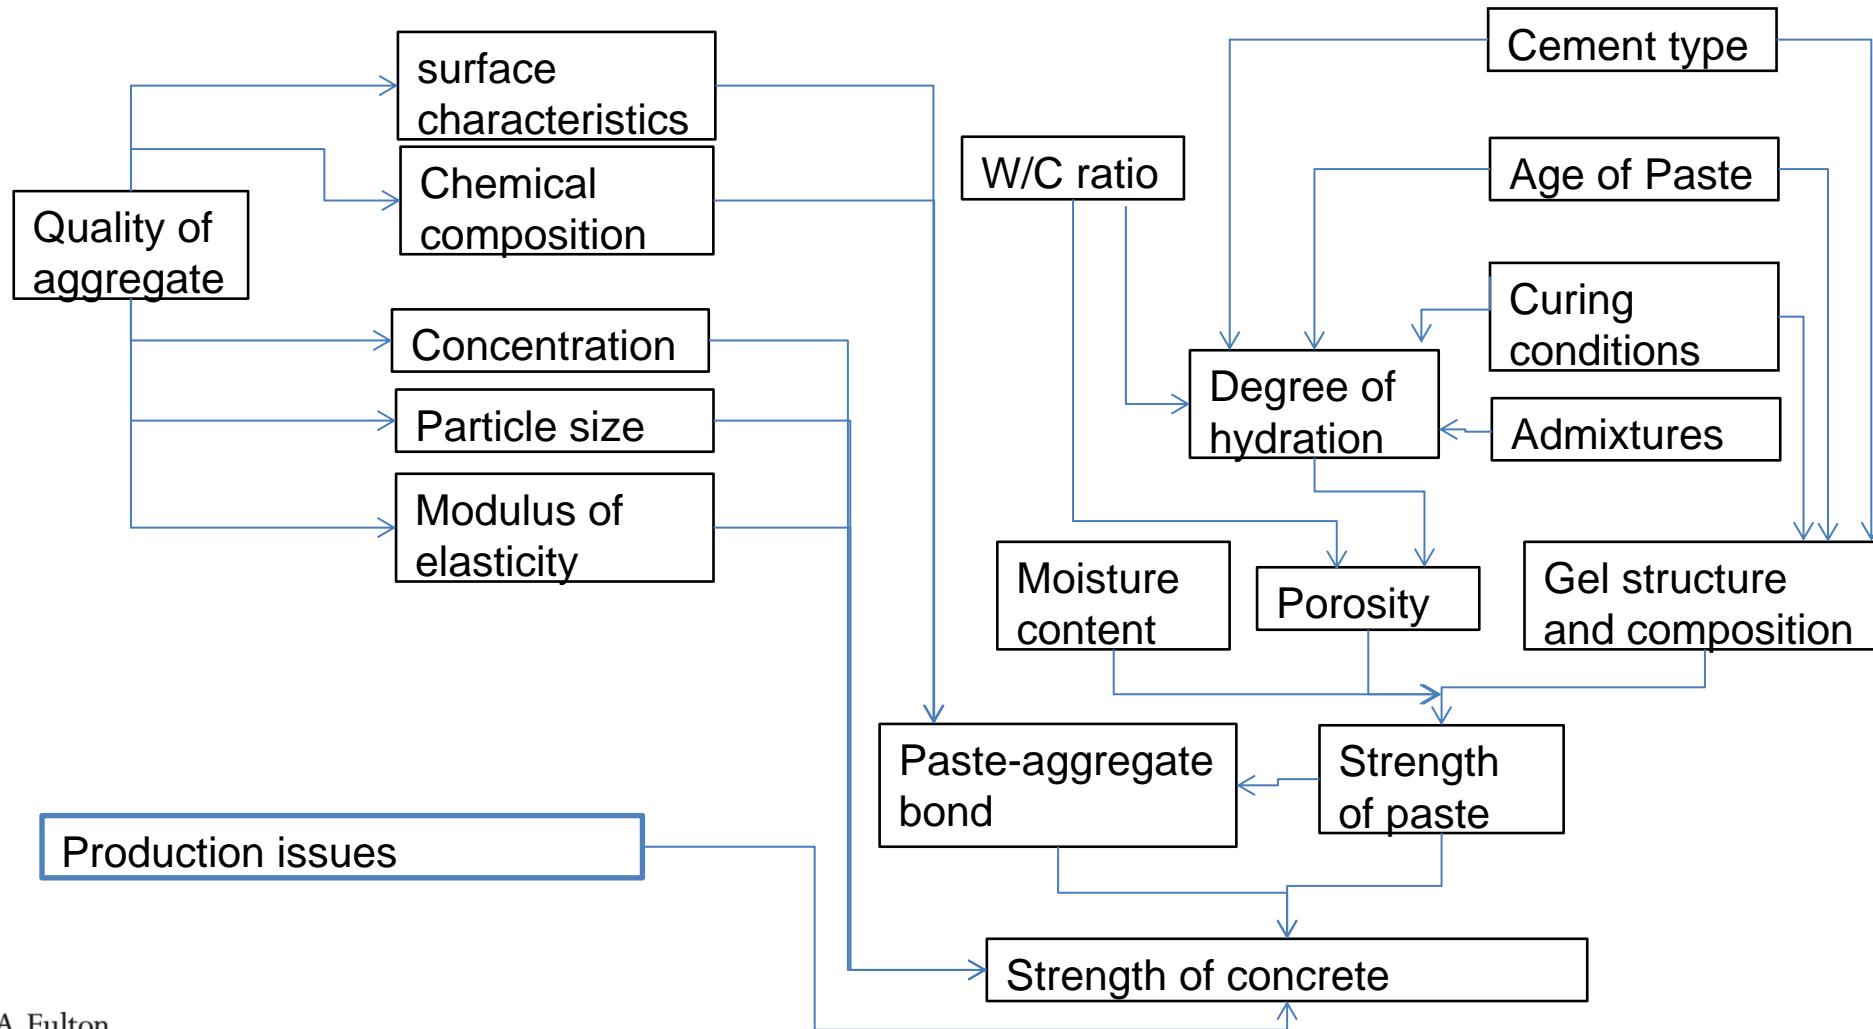 surface
characteristics
Chemical
composition
Quality of
aggregate
Concentration
Particle size
Modulus of
elasticity
Cement type
W/C ratio
Age of Paste
Curing
conditions
Degree of
hydration
Admixtures
Moisture
content
Porosity
Gel structure
and composition
Paste-aggregate
bond
Strength
of paste
Production issues
Strength of concrete
A. Fulton